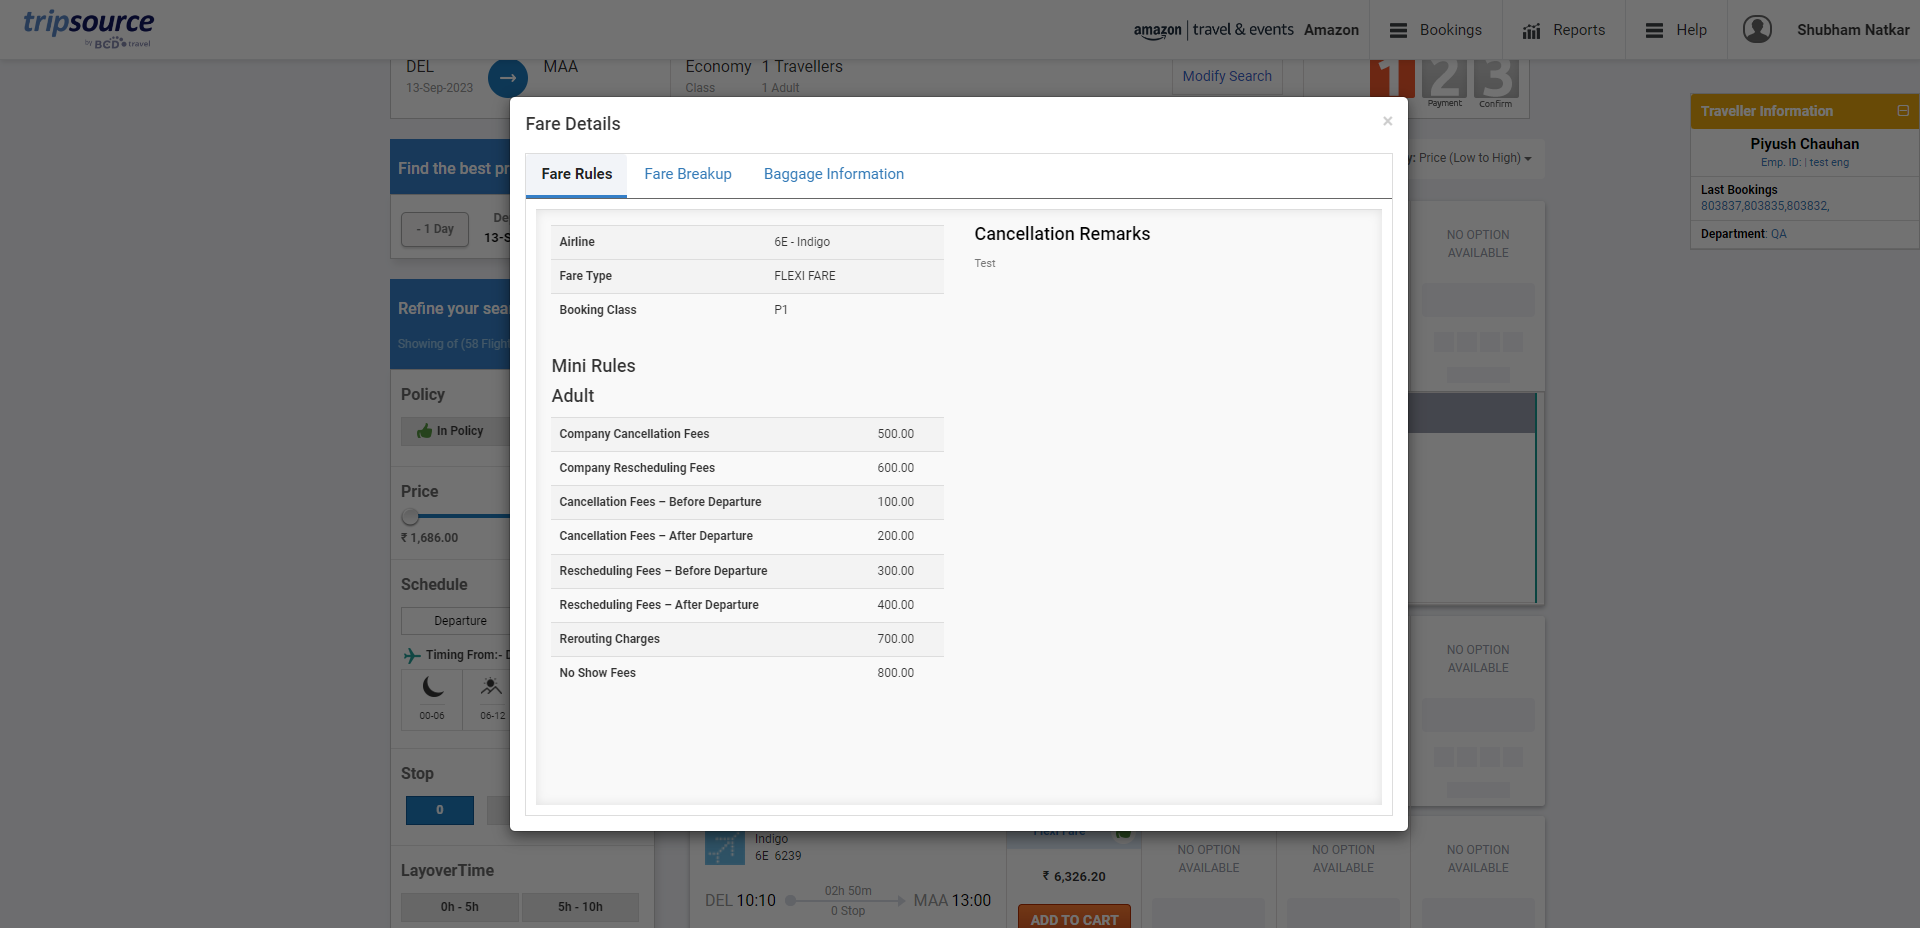 tripsource
by BCD travel
amazon | travel & events Amazon
Bookings
Reports
Help
Shubham Natkar
DEL
13-Sep-2023
MAA
Economy
Class
1 Travellers
1 Adult
Modify Search
1
2
Payment
3
Confirm
Find the best pr
- 1 Day
De
13-S
Refine your sea
Showing of (58 Flight
Policy
In Policy
Price
₹ 1,686.00
Schedule
Departure
Timing From:- D
00-06
06-12
Stop
0
LayoverTime
0h - 5h
5h - 10h
Fare Details
×
Fare Rules
Fare Breakup
Baggage Information
Airline 6E - Indigo
Fare Type FLEXI FARE
Booking Class P1
Mini Rules
Adult
Company Cancellation Fees 500.00
Company Rescheduling Fees 600.00
Cancellation Fees – Before Departure 100.00
Cancellation Fees – After Departure 200.00
Rescheduling Fees – Before Departure 300.00
Rescheduling Fees – After Departure 400.00
Rerouting Charges 700.00
No Show Fees 800.00
Cancellation Remarks
Test
y: Price (Low to High)
NO OPTION
AVAILABLE
NO OPTION
AVAILABLE
Traveller Information
Piyush Chauhan
Emp. ID: | test eng
Last Bookings
803837,803835,803832,
Department: QA
Indigo
6E 6239
DEL 10:10
02h 50m
0 Stop
MAA 13:00
Flexi Fare
₹ 6,326.20
ADD TO CART
NO OPTION
AVAILABLE
NO OPTION
AVAILABLE
NO OPTION
AVAILABLE